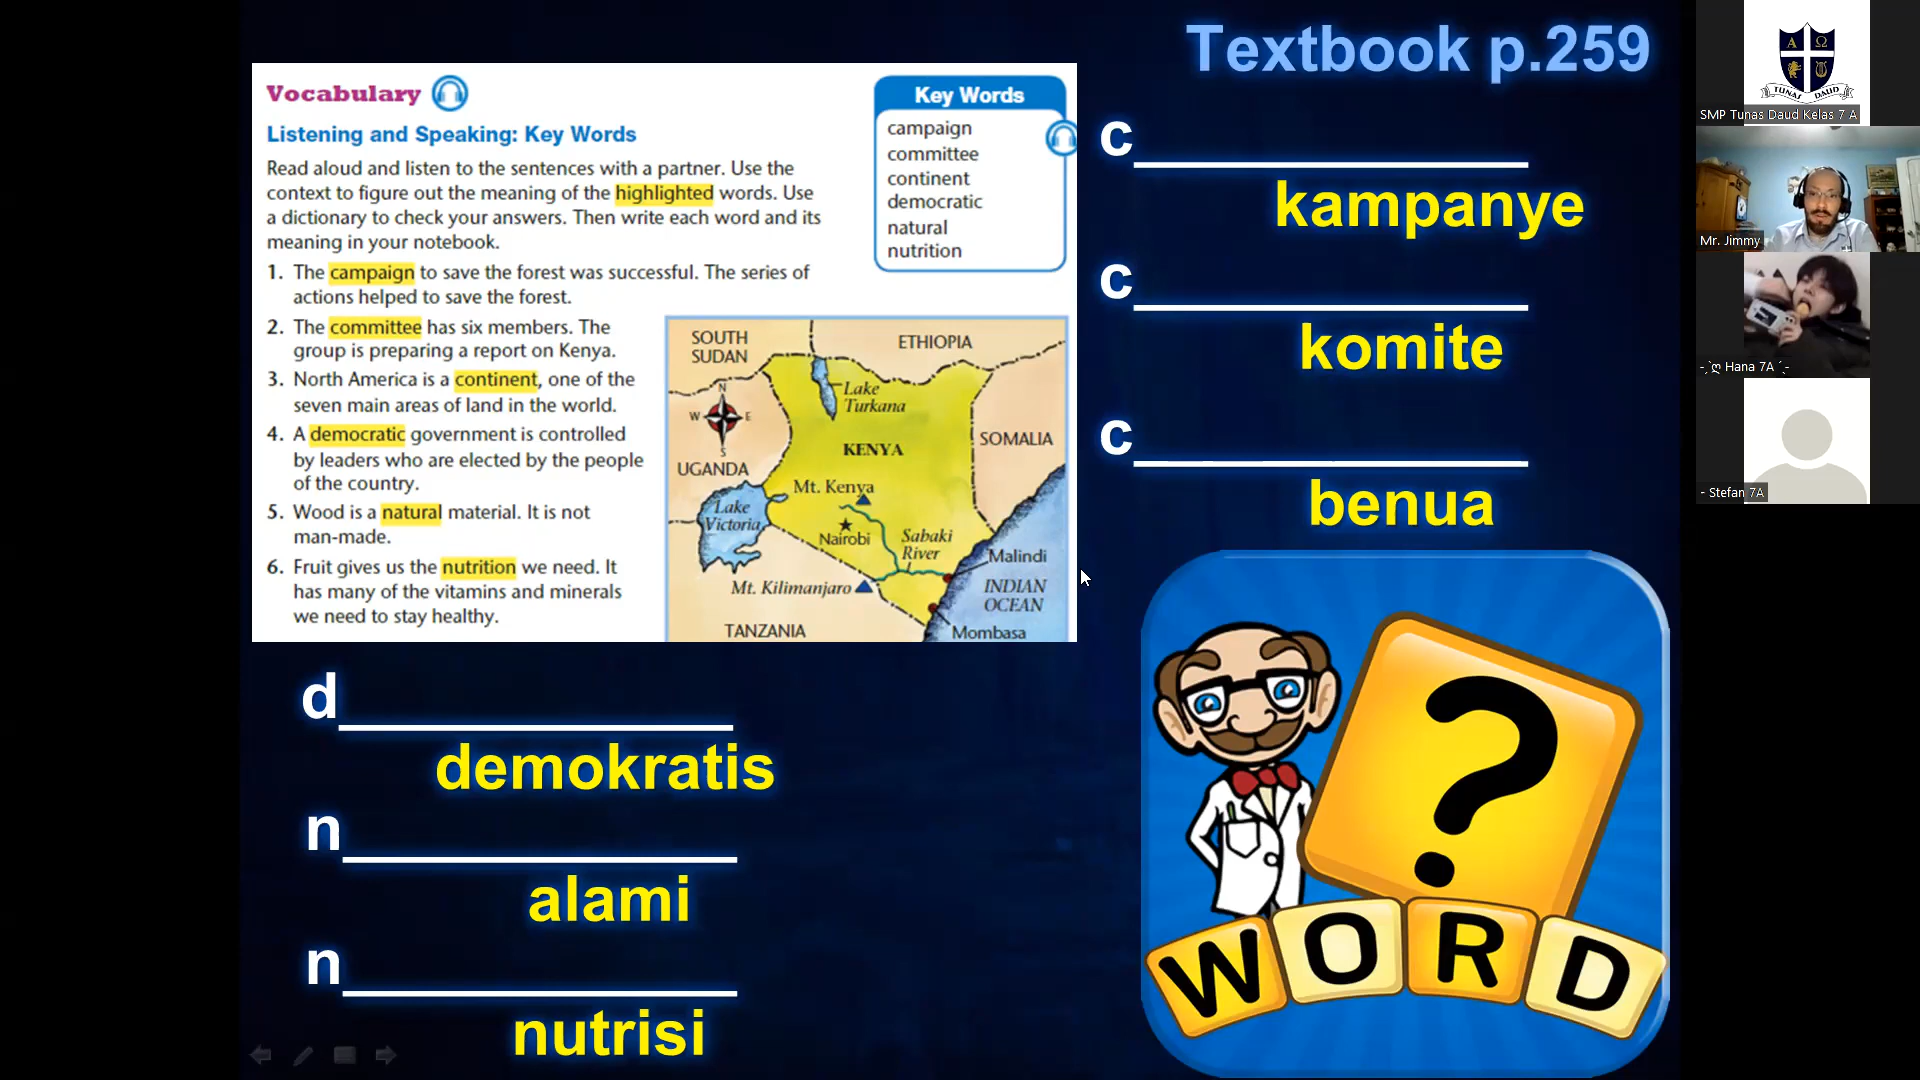 Textbook p.259
Vocabulary
Listening and Speaking: Key Words
Read aloud and listen to the sentences with a partner. Use the
context to figure out the meaning of the highlighted words. Use
a dictionary to check your answers. Then write each word and its
meaning in your notebook.
1. The campaign to save the forest was successful. The series of
actions helped to save the forest.
2. The committee has six members. The
group is preparing a report on Kenya.
3. North America is a continent, one of the
seven main areas of land in the world.
4. A democratic government is controlled
by leaders who are elected by the people
of the country.
5. Wood is a natural material. It is not
man-made.
6. Fruit gives us the nutrition we need. It
has many of the vitamins and minerals
we need to stay healthy.
Key Words
campaign
committee
continent
democratic
natural
nutrition
SOUTH
SUDAN
ETHIOPIA
Lake
Turkana
N
W E
S
KENYA
SOMALIA
UGANDA
Mt. Kenya
Lake
Victoria
Nairobi
Sabaki
River
Malindi
Mt. Kilimanjaro
INDIAN
OCEAN
TANZANIA
Mombasa
c
kampanye
c
komite
c
benua
d
demokratis
n
alami
n
nutrisi
?
WORD
Α Ω
TUNAS DAUD
SMP Tunas Daud Kelas 7 A
Mr. Jimmy
- ̗̀ღ Hana 7A ˊˎ-
- Stefan 7A